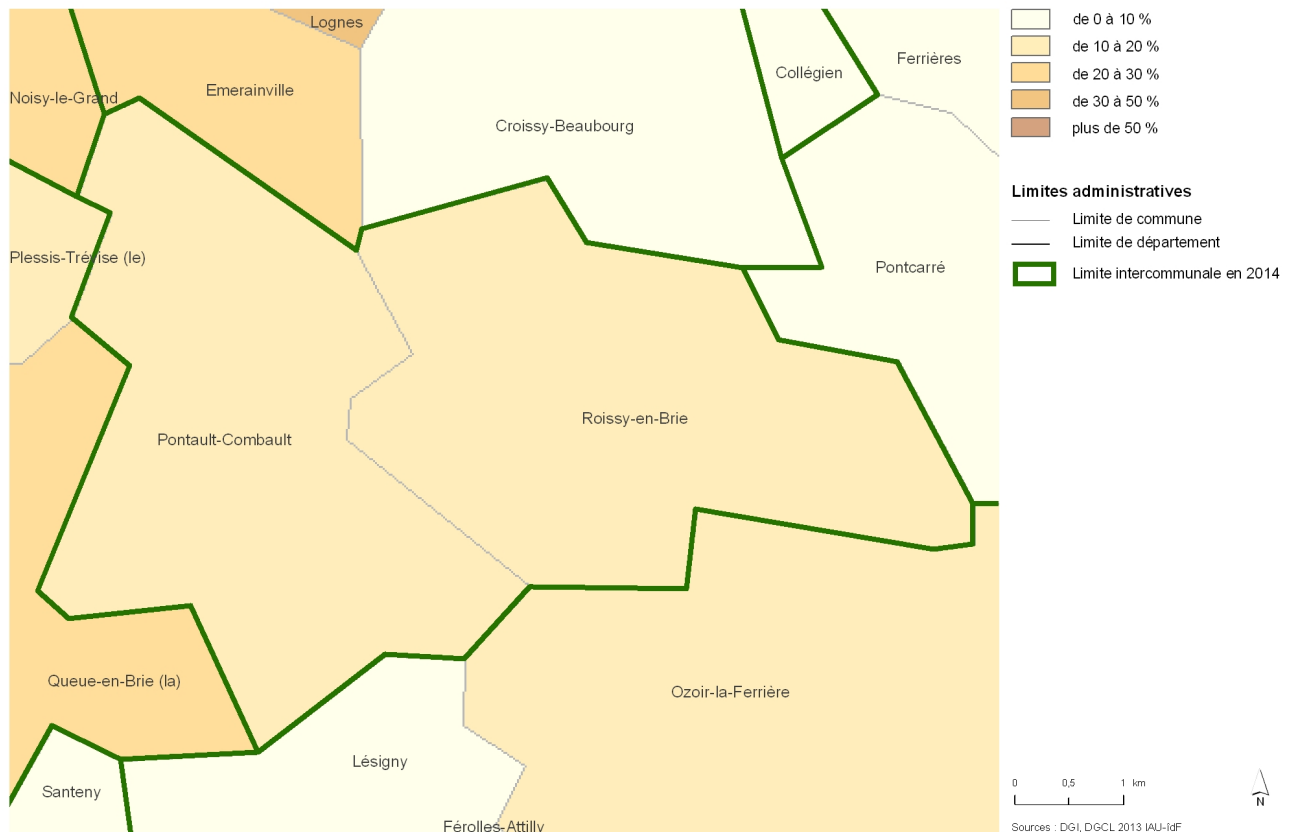 Lognes
Noisy-le-Grand
Emerainville
Croissy-Beaubourg
Collégien
Ferrières
Plessis-Trévise (le)
Pontcarré
Pontault-Combault
Roissy-en-Brie
Queue-en-Brie (la)
Ozoir-la-Ferrière
Lésigny
Santeny
Férolles-Attilly
de 0 à 10 %
de 10 à 20 %
de 20 à 30 %
de 30 à 50 %
plus de 50 %
Limites administratives
Limite de commune
Limite de département
Limite intercommunale en 2014
0 0,5 1 km
N
Sources : DGI, DGCL 2013 IAU-îdF